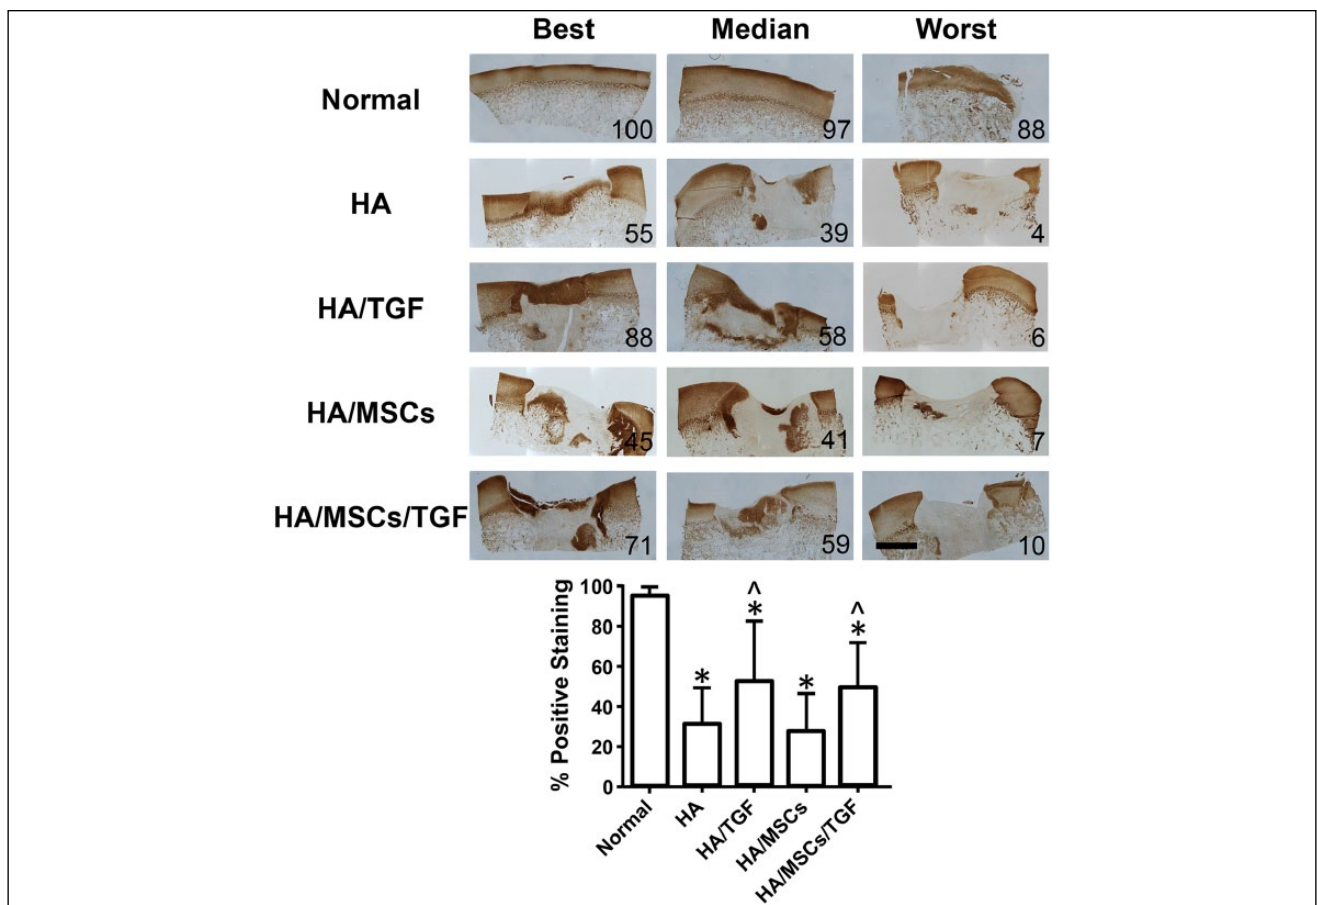 Best Median Worst
Normal 100 97 88
HA 55 39 4
HA/TGF 88 58 6
HA/MSCs 45 41 7
HA/MSCs/TGF 71 59 10
% Positive Staining
100
80
60
40
20
0
*
^
*
*
^
*
Normal
HA
HA/TGF
HA/MSCs
HA/MSCs/TGF